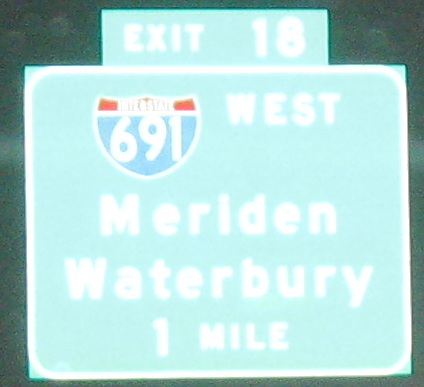 EXIT 18
INTERSTATE
691 WEST
Meriden
Waterbury
1 MILE